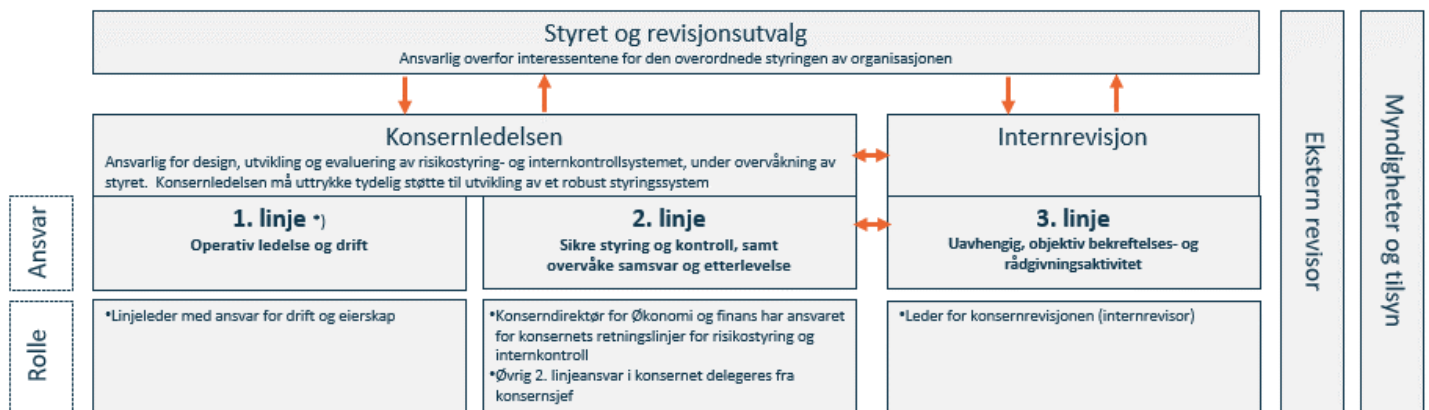 Styret og revisjonsutvalg
Ansvarlig overfor interessentene for den overordnede styringen av organisasjonen
Konsernledelsen
Ansvarlig for design, utvikling og evaluering av risikostyring- og internkontrollsystemet, under overvåkning av
styret. Konsernledelsen må uttrykke tydelig støtte til utvikling av et robust styringssystem
Internrevisjon
Ansvar
1. linje *)
Operativ ledelse og drift
2. linje
Sikre styring og kontroll, samt
overvåke samsvar og etterlevelse
3. linje
Uavhengig, objektiv bekreftelses- og
rådgivningsaktivitet
Rolle
•Linjeleder med ansvar for drift og eierskap
•Konserndirektør for Økonomi og finans har ansvaret
for konsernets retningslinjer for risikostyring og
internkontroll
•Øvrig 2. linjeansvar i konsernet delegeres fra
konsernsjef
•Leder for konsernrevisjonen (internrevisor)
Ekstern revisor
Myndigheter og tilsyn